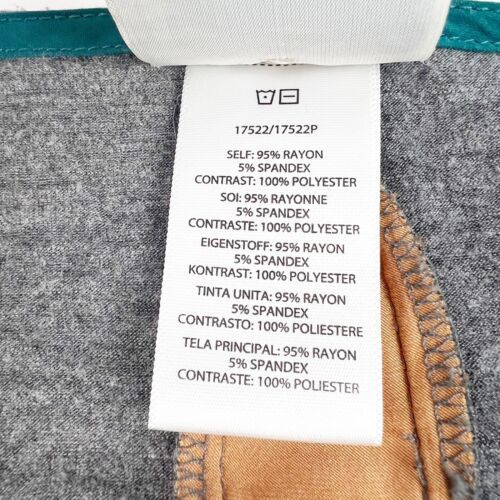 17522/17522P
SELF: 95% RAYON
5% SPANDEX
CONTRAST: 100% POLYESTER
SOI: 95% RAYONNE
5% SPANDEX
CONTRASTE: 100% POLYESTER
EIGENSTOFF: 95% RAYON
5% SPANDEX
KONTRAST: 100% POLYESTER
TINTA UNITA: 95% RAYON
5% SPANDEX
CONTRASTO: 100% POLIESTERE
TELA PRINCIPAL: 95% RAYON
5% SPANDEX
CONTRASTE: 100% POLIESTER